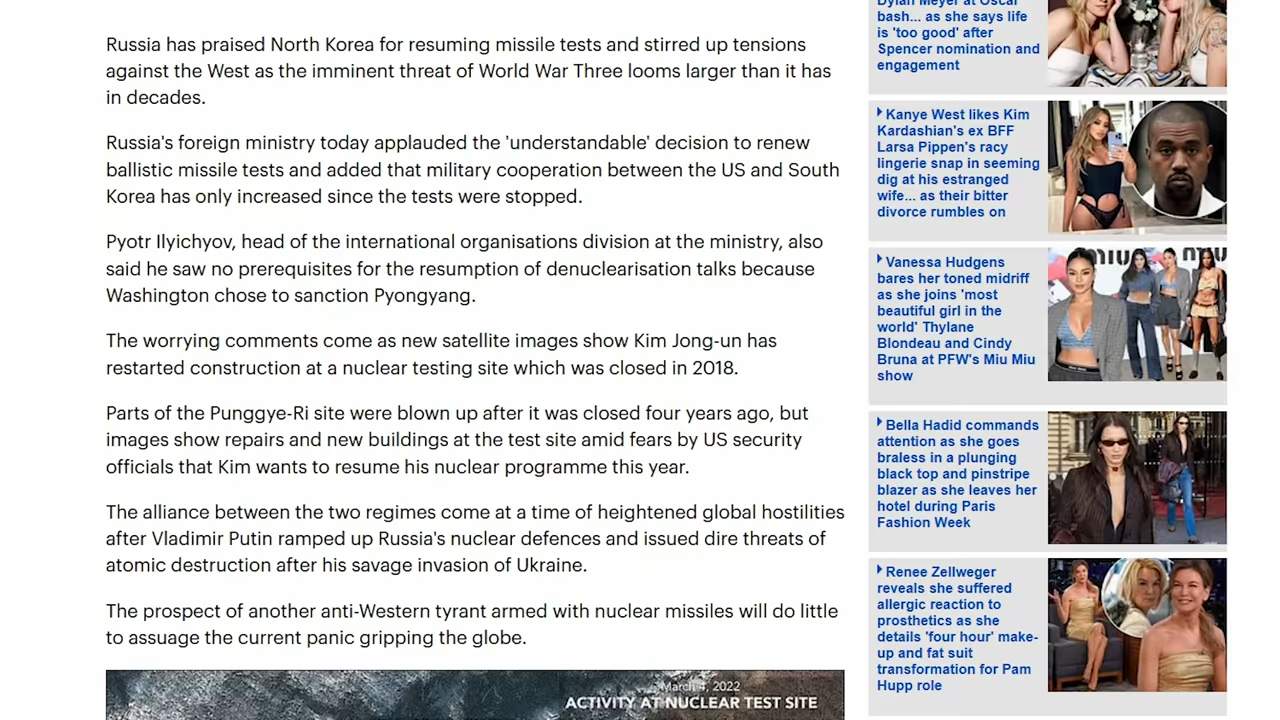 Russia has praised North Korea for resuming missile tests and stirred up tensions
against the West as the imminent threat of World War Three looms larger than it has
in decades.
Russia's foreign ministry today applauded the 'understandable' decision to renew
ballistic missile tests and added that military cooperation between the US and South
Korea has only increased since the tests were stopped.
Pyotr Ilyichyov, head of the international organisations division at the ministry, also
said he saw no prerequisites for the resumption of denuclearisation talks because
Washington chose to sanction Pyongyang.
The worrying comments come as new satellite images show Kim Jong-un has
restarted construction at a nuclear testing site which was closed in 2018.
Parts of the Punggye-Ri site were blown up after it was closed four years ago, but
images show repairs and new buildings at the test site amid fears by US security
officials that Kim wants to resume his nuclear programme this year.
The alliance between the two regimes come at a time of heightened global hostilities
after Vladimir Putin ramped up Russia's nuclear defences and issued dire threats of
atomic destruction after his savage invasion of Ukraine.
The prospect of another anti-Western tyrant armed with nuclear missiles will do little
to assuage the current panic gripping the globe.
March 4, 2022
ACTIVITY AT NUCLEAR TEST SITE
Dylan Meyer at Oscar
bash... as she says life
is 'too good' after
Spencer nomination and
engagement
Kanye West likes Kim
Kardashian's ex BFF
Larsa Pippen's racy
lingerie snap in seeming
dig at his estranged
wife... as their bitter
divorce rumbles on
Vanessa Hudgens
bares her toned midriff
as she joins 'most
beautiful girl in the
world' Thylane
Blondeau and Cindy
Bruna at PFW's Miu Miu
show
Bella Hadid commands
attention as she goes
braless in a plunging
black top and pinstripe
blazer as she leaves her
hotel during Paris
Fashion Week
Renee Zellweger
reveals she suffered
allergic reaction to
prosthetics as she
details 'four hour' make-
up and fat suit
transformation for Pam
Hupp role